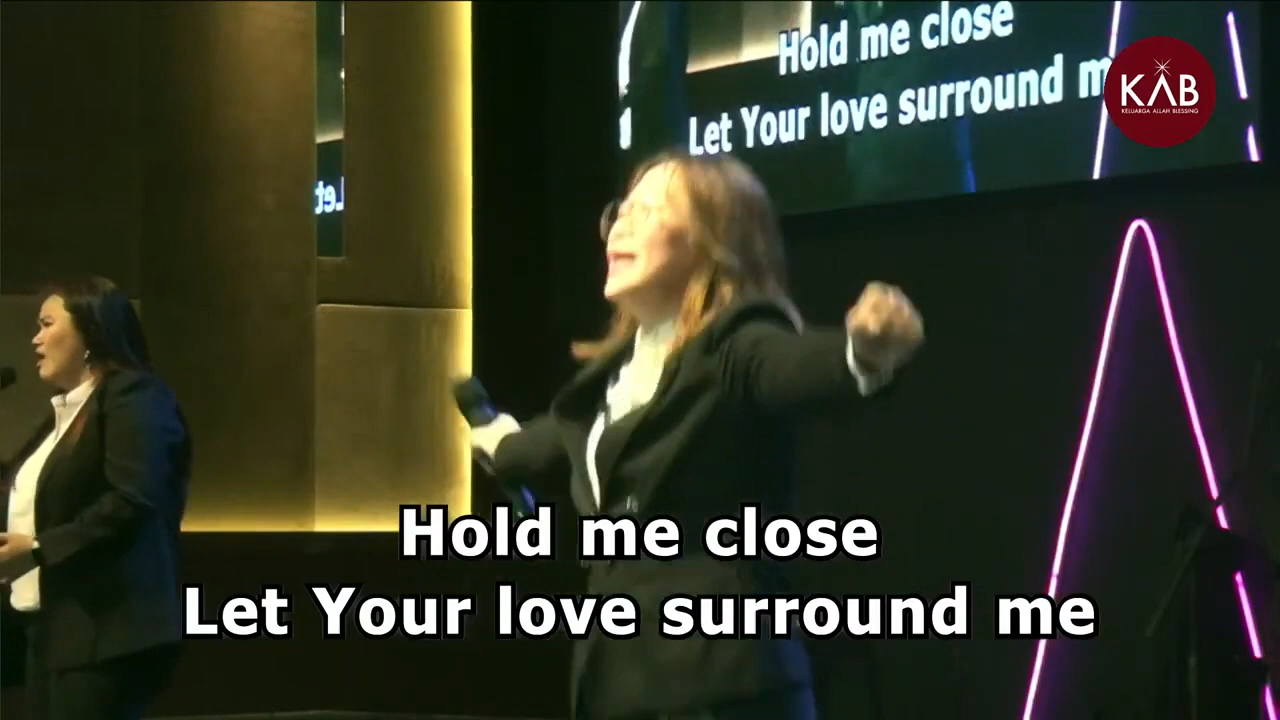 Hold me close
Let Your love surround m
KAB
KELUARGA ALLAH BLESSING
Let
Hold me close
Let Your love surround me